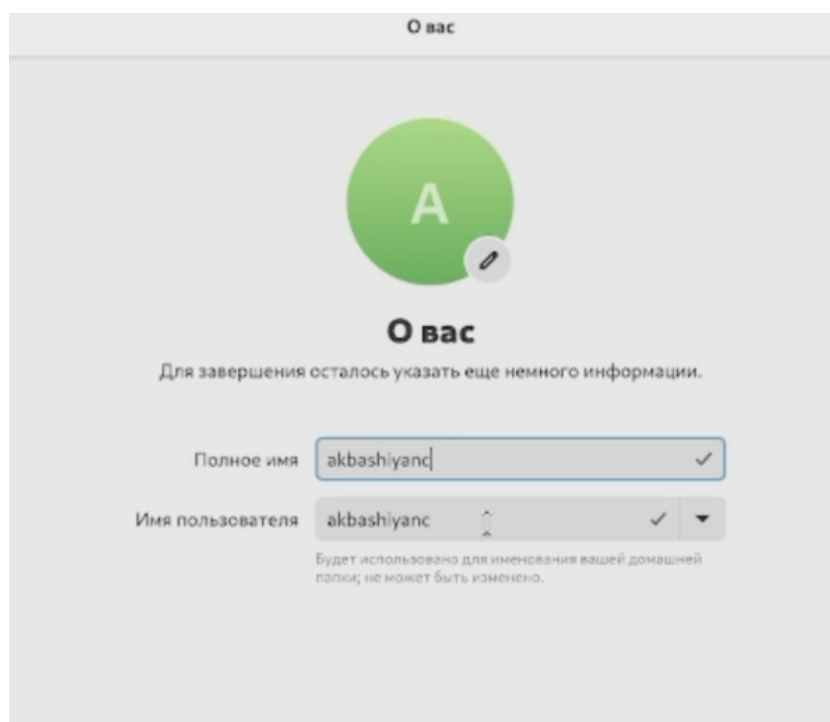 О вас
А
О вас
Для завершения осталось указать еще немного информации.
Полное имя akbashiyanc
Имя пользователя akbashiyanc
Будет использовано для именования вашей домашней
папки; не может быть изменено.